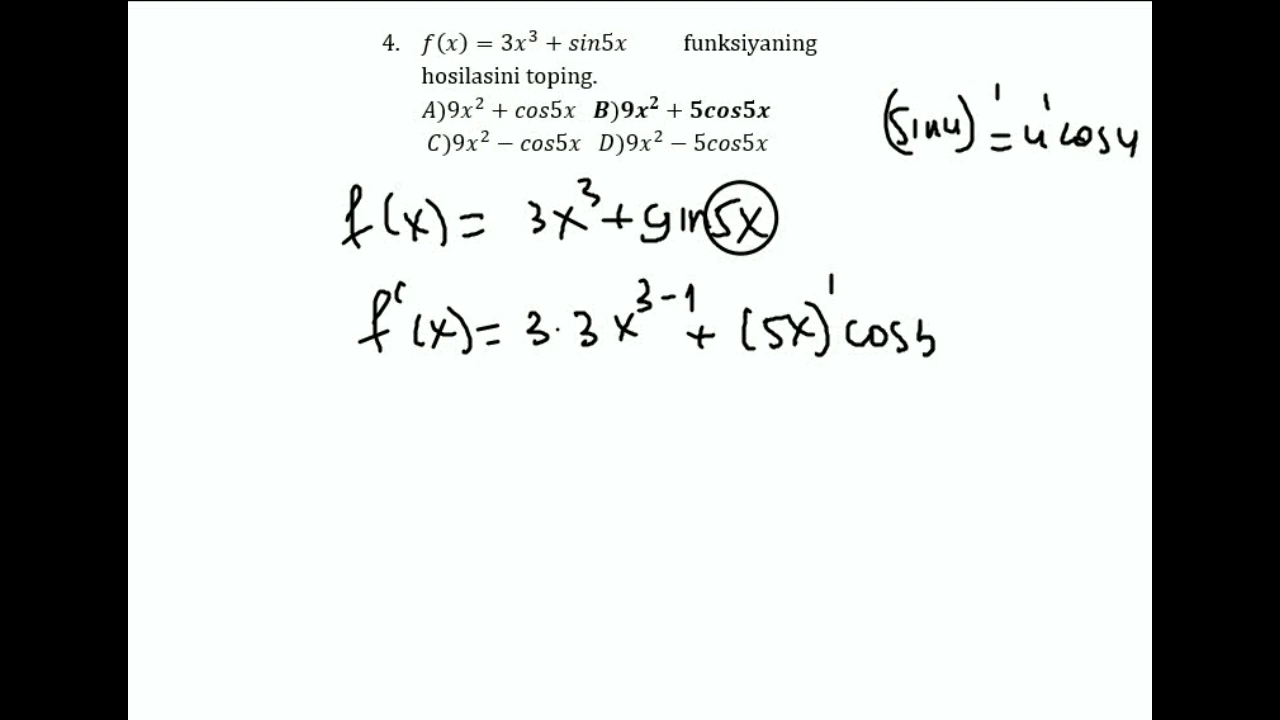 4. f(x) = 3x³ + sin5x funksiyaning
hosilasini toping.
A)9x² + cos5x B)9x² + 5cos5x
C)9x² − cos5x D)9x² − 5cos5x
(sinu)' = u' cosu
f(x) = 3x³ + sin5x
f'(x) = 3·3x³⁻¹ + (5x)' cos5